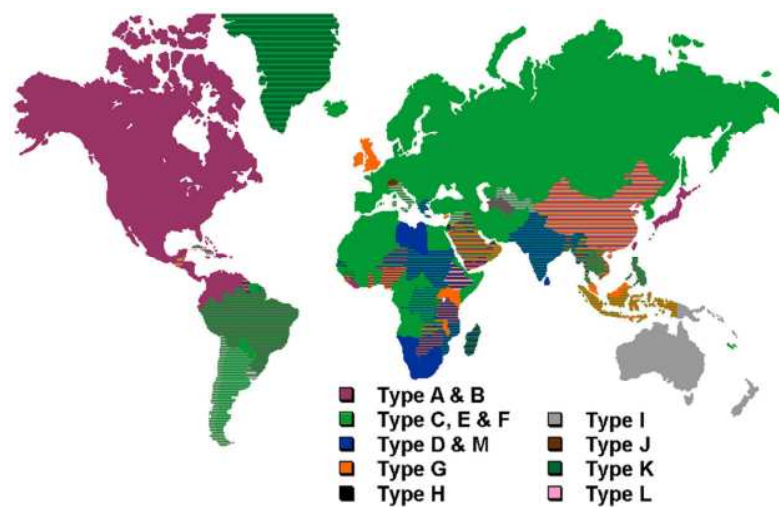 Type A & B
Type C, E & F
Type D & M
Type G
Type H
Type I
Type J
Type K
Type L